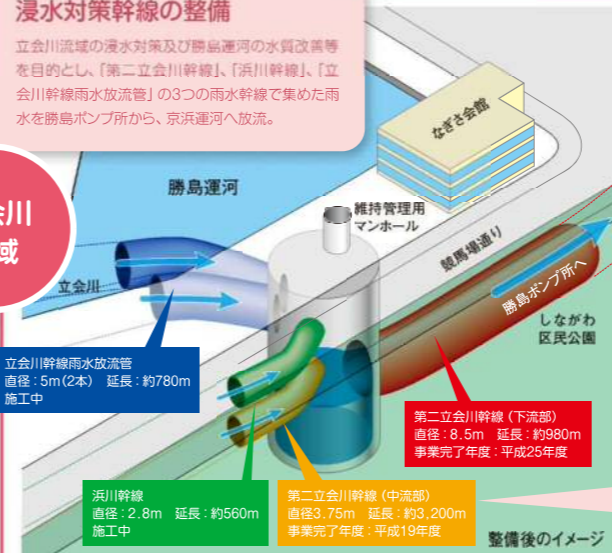 浸水対策幹線の整備
立会川流域の浸水対策及び勝島運河の水質改善等
を目的とし、「第二立会川幹線」、「浜川幹線」、「立
会川幹線雨水放流管」の3つの雨水幹線で集めた雨
水を勝島ポンプ所から、京浜運河へ放流。
なぎさ会館
勝島運河
維持管理用
マンホール
会川
域
競馬場通り
立会川
勝島ポンプ所へ
しながわ
区民公園
立会川幹線雨水放流管
直径：5m(2本) 延長：約780m
施工中
第二立会川幹線（下流部）
直径：8.5m 延長：約980m
事業完了年度：平成25年度
浜川幹線
直径：2.8m 延長：約560m
施工中
第二立会川幹線（中流部）
直径3.75m 延長：約3,200m
事業完了年度：平成19年度
整備後のイメージ